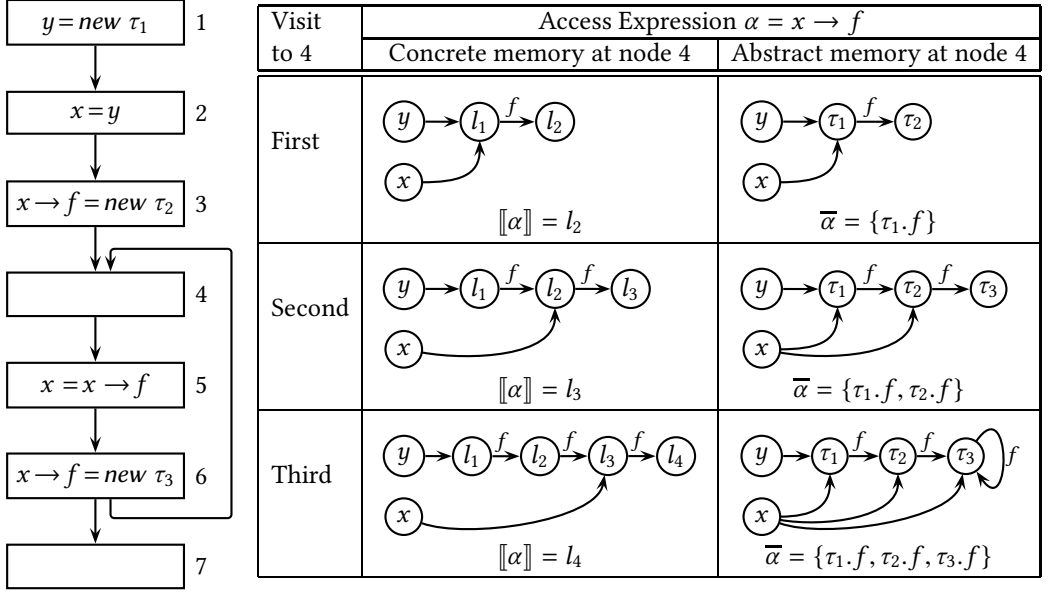 y = new τ1 1
x = y 2
x → f = new τ2 3
4
x = x → f 5
x → f = new τ3 6
7
Visit to 4
Access Expression α = x → f
Concrete memory at node 4 Abstract memory at node 4
First
y l1 f l2
x
⟦α⟧ = l2
y τ1 f τ2
x
α̅ = {τ1.f}
Second
y l1 f l2 f l3
x
⟦α⟧ = l3
y τ1 f τ2 f τ3
x
α̅ = {τ1.f, τ2.f}
Third
y l1 f l2 f l3 f l4
x
⟦α⟧ = l4
y τ1 f τ2 f τ3 f
x
α̅ = {τ1.f, τ2.f, τ3.f}